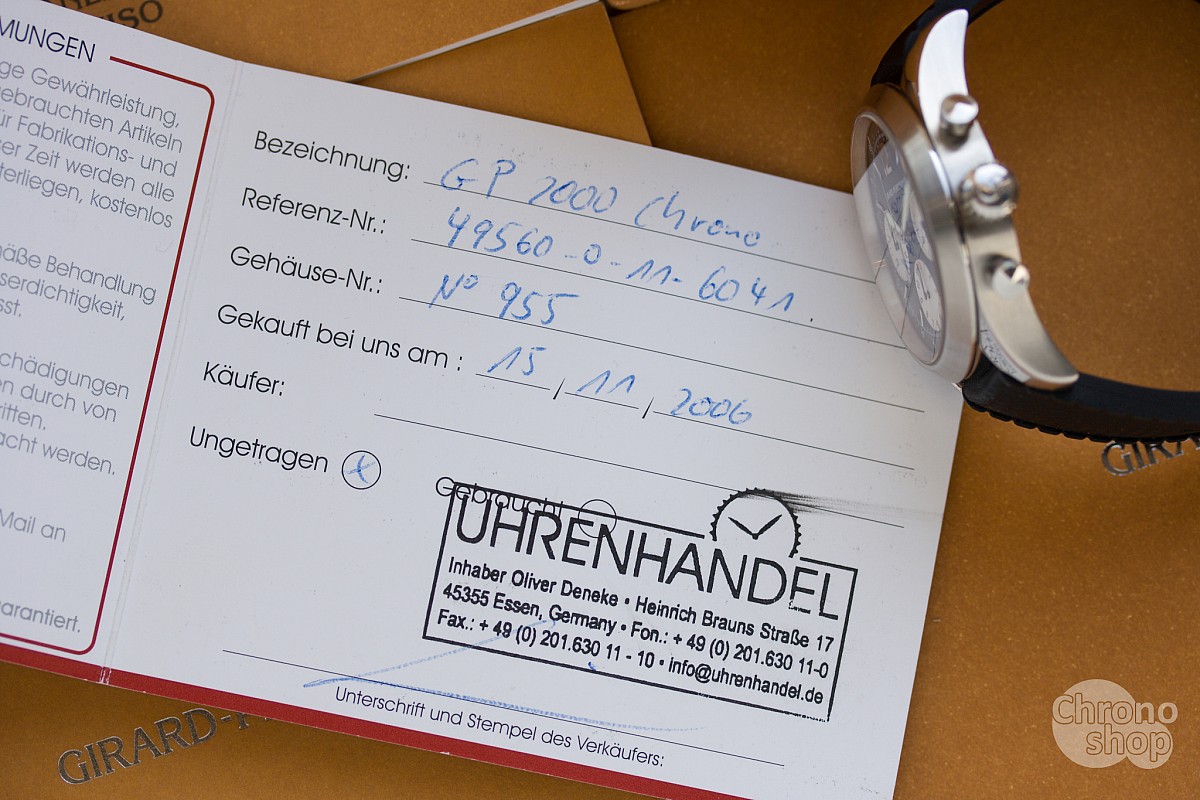 ISO
MUNGEN
ge Gewährleistung,
ebrauchten Artikeln
ür Fabrikations- und
er Zeit werden alle
terliegen, kostenlos
äße Behandlung
serdichtigkeit,
sst.
chädigungen
en durch von
ritten.
acht werden.
Mail an
arantiert.
Bezeichnung: GP 2000 Chrono
Referenz-Nr.: 49560-0-11-6041.
Gehäuse-Nr.: N° 955
Gekauft bei uns am : 15 / 11 / 2006
Käufer:
Ungetragen x
Gebraucht
UHRENHANDEL
Inhaber Oliver Deneke • Heinrich Brauns Straße 17
45355 Essen, Germany • Fon.: + 49 (0) 201.630 11-0
Fax.: + 49 (0) 201.630 11 - 10 • info@uhrenhandel.de
Unterschrift und Stempel des Verkäufers:
GIRARD-P
GIRA
Chrono
shop